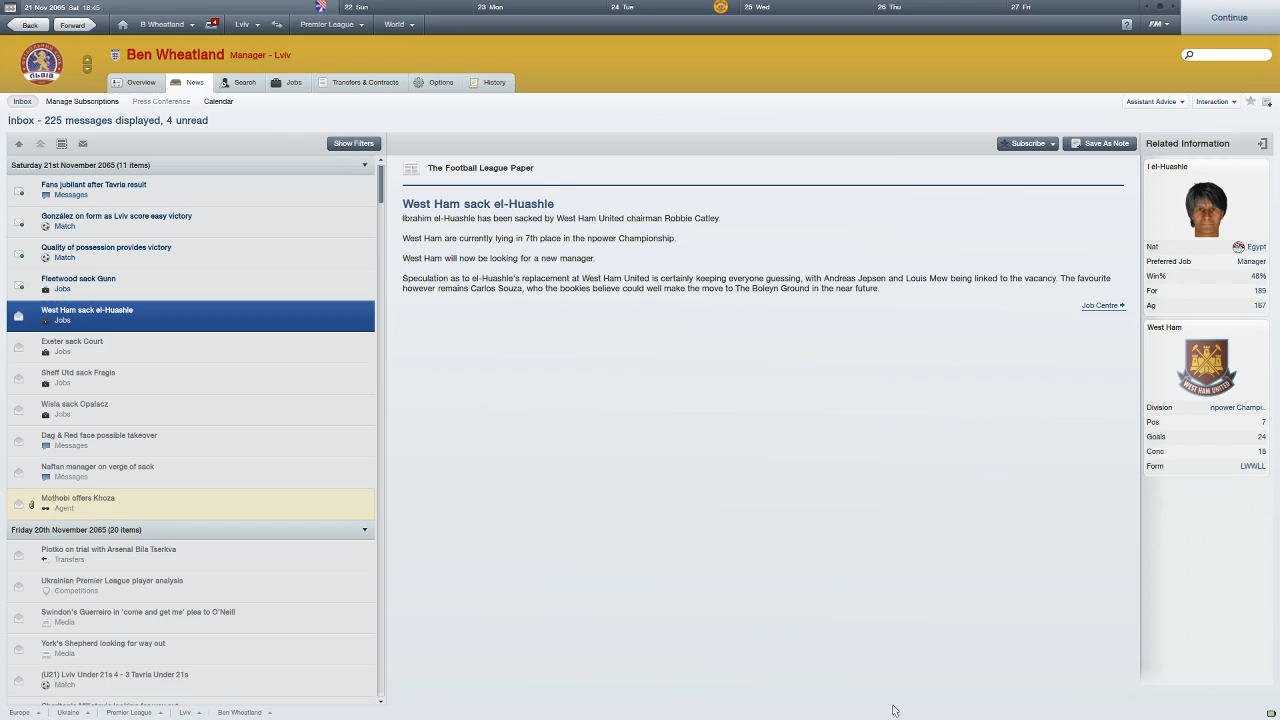 21 Nov 2065 Sat 18:45
22 Sun
23 Mon
24 Tue
25 Wed
26 Thu
27 Fri
Back
Forward
B Wheatland
4
Lviv
Premier League
World
?
FM
Continue
Ben Wheatland Manager - Lviv
Overview
News
Search
Jobs
Transfers & Contracts
Options
History
Inbox
Manage Subscriptions
Press Conference
Calendar
Assistant Advice
Interaction
Inbox - 225 messages displayed, 4 unread
Show Filters
Saturday 21st November 2065 (11 items)
Fans jubilant after Tavria result
Messages
González on form as Lviv score easy victory
Match
Quality of possession provides victory
Match
Fleetwood sack Gunn
Jobs
West Ham sack el-Huashle
Jobs
Exeter sack Court
Jobs
Sheff Utd sack Fragis
Jobs
Wisla sack Opalacz
Jobs
Dag & Red face possible takeover
Messages
Naftan manager on verge of sack
Messages
Mothobi offers Khoza
Agent
Friday 20th November 2065 (20 items)
Plotko on trial with Arsenal Bila Tserkva
Transfers
Ukrainian Premier League player analysis
Competitions
Swindon's Guerreiro in 'come and get me' plea to O'Neill
Media
York's Shepherd looking for way out
Media
(U21) Lviv Under 21s 4 - 3 Tavria Under 21s
Match
Subscribe
Save As Note
The Football League Paper
West Ham sack el-Huashle
Ibrahim el-Huashle has been sacked by West Ham United chairman Robbie Catley.
West Ham are currently lying in 7th place in the npower Championship.
West Ham will now be looking for a new manager.
Speculation as to el-Huashle's replacement at West Ham United is certainly keeping everyone guessing, with Andreas Jepsen and Louis Mew being linked to the vacancy. The favourite
however remains Carlos Souza, who the bookies believe could well make the move to The Boleyn Ground in the near future.
Job Centre
Related Information
I el-Huashle
Nat Egypt
Preferred Job Manager
Win% 48%
For 189
Ag 167
West Ham
WEST HAM UNITED
Division npower Champi..
Pos 7
Goals 24
Conc 18
Form LWWLL
Europe
Ukraine
Premier League
Lviv
Ben Wheatland